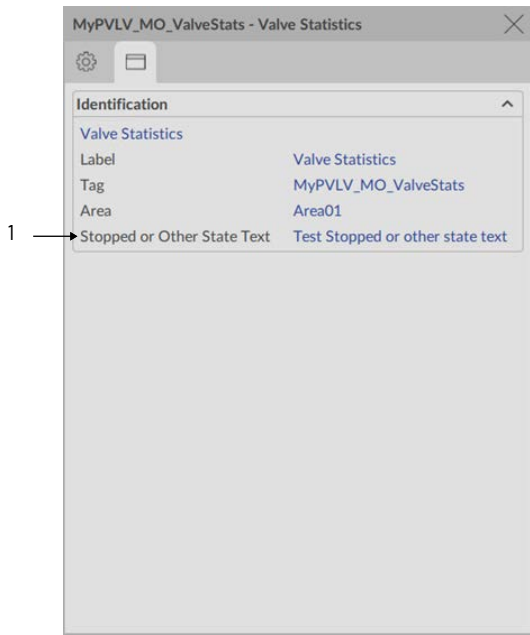 MyPVLV_MO_ValveStats - Valve Statistics
Identification
Valve Statistics
Label Valve Statistics
Tag MyPVLV_MO_ValveStats
Area Area01
1 Stopped or Other State Text Test Stopped or other state text